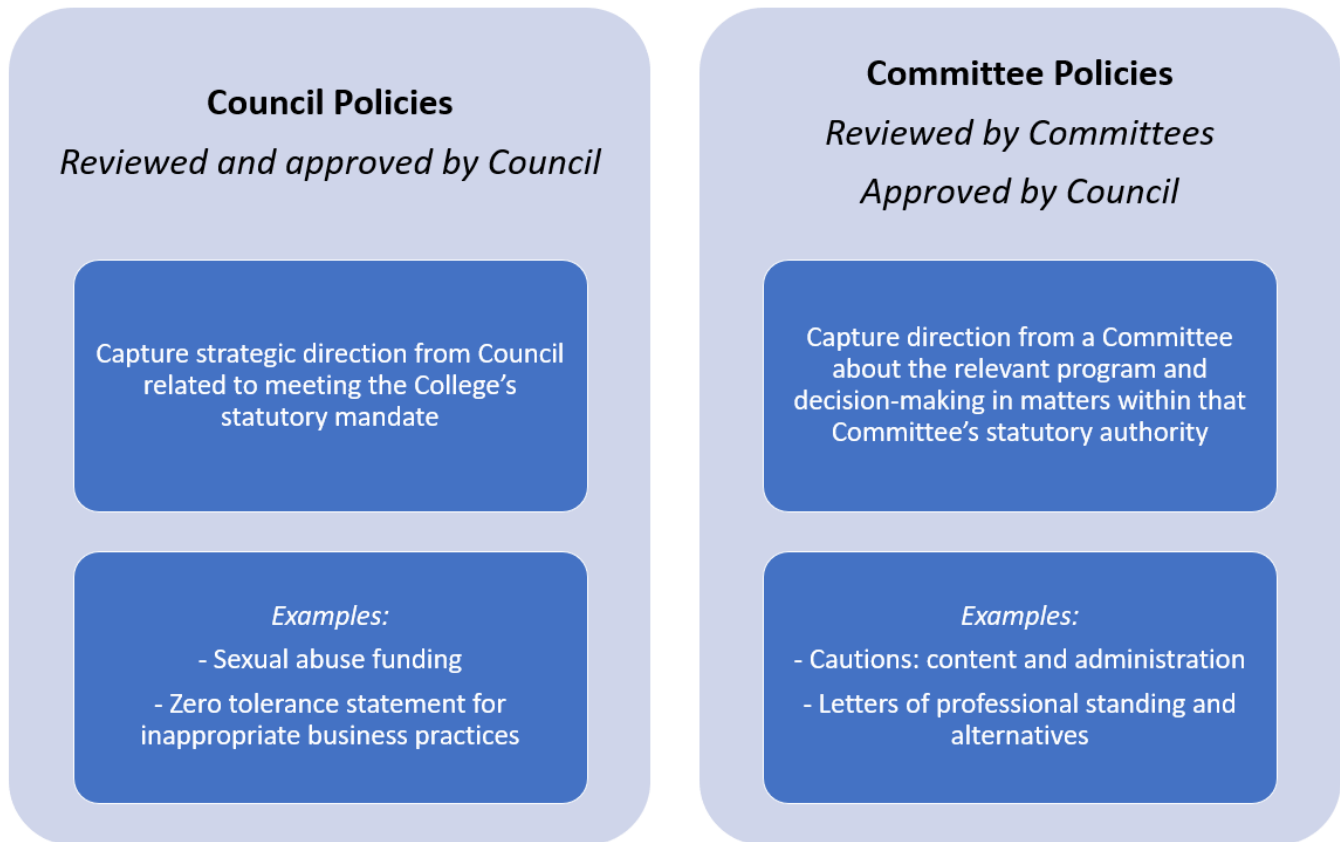 Council Policies
Reviewed and approved by Council
Capture strategic direction from Council
related to meeting the College’s
statutory mandate
Examples:
- Sexual abuse funding
- Zero tolerance statement for
inappropriate business practices
Committee Policies
Reviewed by Committees
Approved by Council
Capture direction from a Committee
about the relevant program and
decision-making in matters within that
Committee’s statutory authority
Examples:
- Cautions: content and administration
- Letters of professional standing and
alternatives